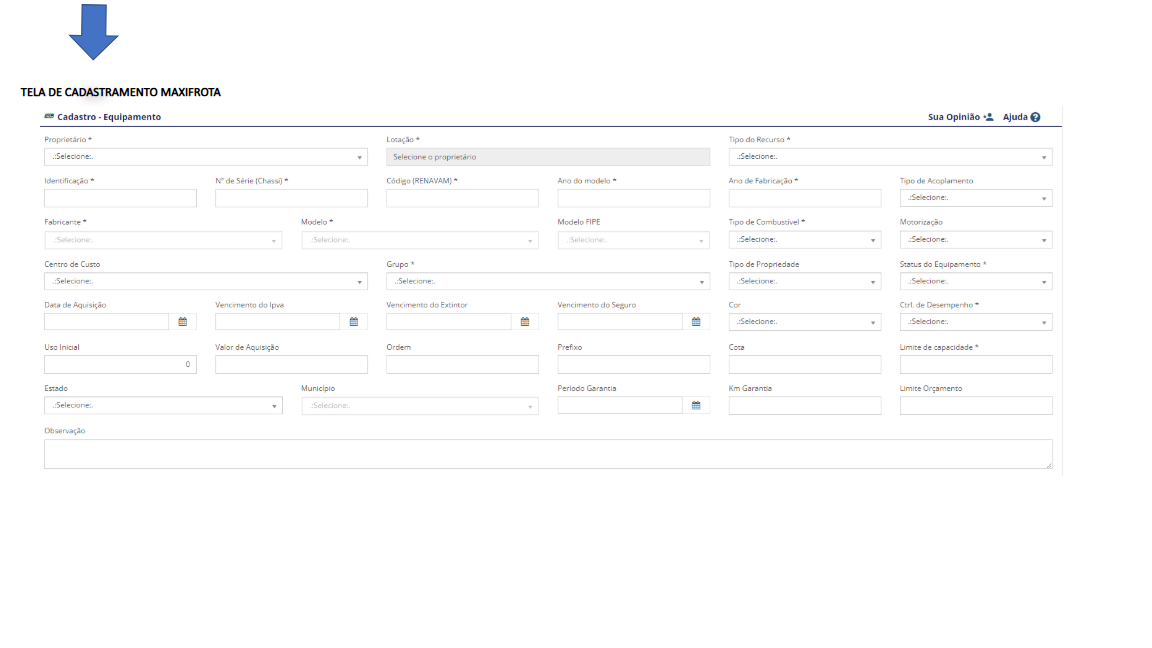 TELA DE CADASTRAMENTO MAXIFROTA
Cadastro - Equipamento Sua Opinião Ajuda
Proprietário * Lotação * Tipo do Recurso *
.:Selecione:. Selecione o proprietário .:Selecione:.
Identificação * Nº de Série (Chassi) * Código (RENAVAM) * Ano do modelo * Ano de Fabricação * Tipo de Acoplamento
.:Selecione:.
Fabricante * Modelo * Modelo FIPE Tipo de Combustível * Motorização
.:Selecione:. .:Selecione:. .:Selecione:. .:Selecione:. .:Selecione:.
Centro de Custo Grupo * Tipo de Propriedade Status do Equipamento *
.:Selecione:. .:Selecione:. .:Selecione:. .:Selecione:.
Data de Aquisição Vencimento do Ipva Vencimento do Extintor Vencimento do Seguro Cor Ctrl. de Desempenho *
.:Selecione:. .:Selecione:.
Uso Inicial Valor de Aquisição Ordem Prefixo Cota Limite de capacidade *
0
Estado Município Período Garantia Km Garantia Limite Orçamento
.:Selecione:. .:Selecione:.
Observação